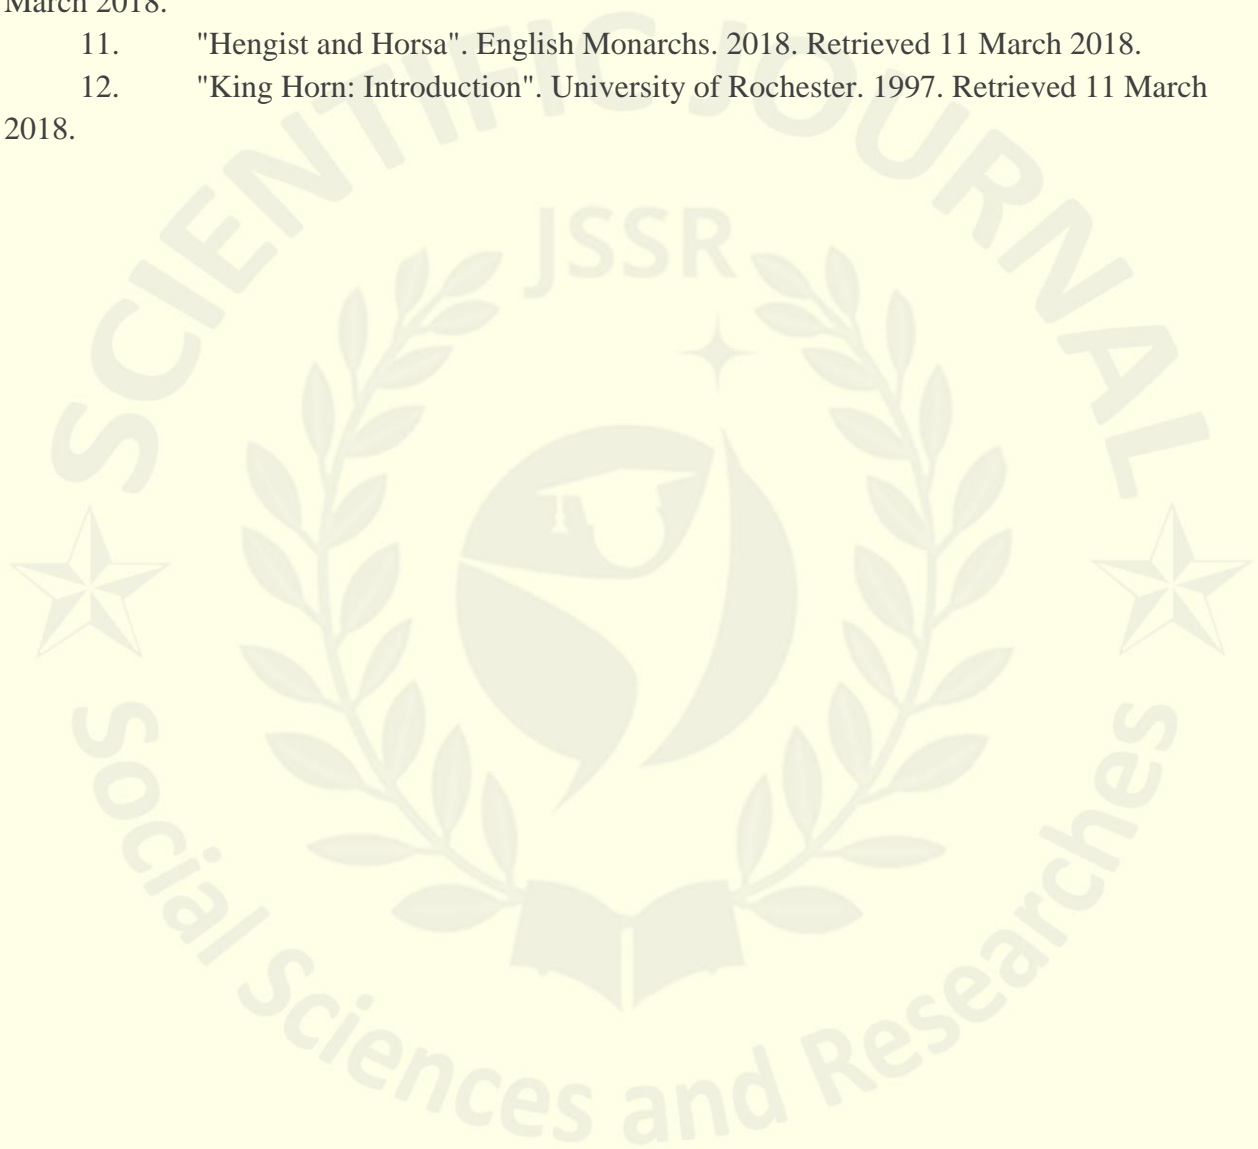 March 2018.
11. "Hengist and Horsa". English Monarchs. 2018. Retrieved 11 March 2018.
12. "King Horn: Introduction". University of Rochester. 1997. Retrieved 11 March
2018.
SCIENTIFIC JOURNAL
JSSR
Social Sciences and Researches